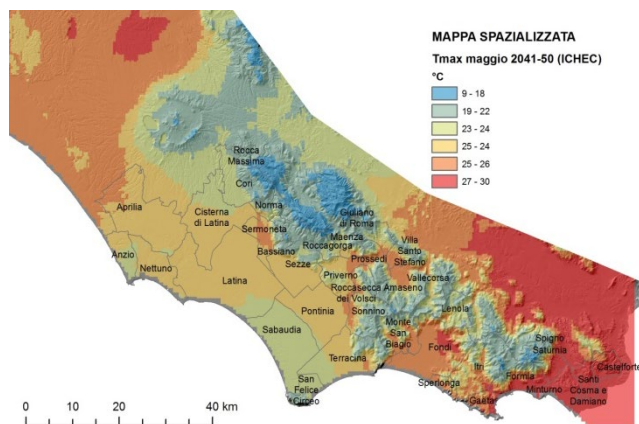 MAPPA SPAZIALIZZATA
Tmax maggio 2041-50 (ICHEC)
°C
9 - 18
19 - 22
23 - 24
25 - 24
25 - 26
27 - 30
Rocca
Massima
Cori
Aprilia
Cisterna
di Latina
Norma
Giuliano
di Roma
Sermoneta
Maenza
Roccagorga
Villa
Santo
Stefano
Anzio
Bassiano
Prossedi
Nettuno
Sezze
Latina
Priverno
Vallecorsa
Roccasecca
dei Volsci
Amaseno
Pontinia
Sonnino
Lenola
Sabaudia
Monte
San
Biagio
Fondi
Spigno
Saturnia
Terracina
Itri
Castelforte
San
Felice
Circeo
Sperlonga
Formia
Minturno
Santi
Cosma e
Damiano
Gaeta
0 10 20 40 km